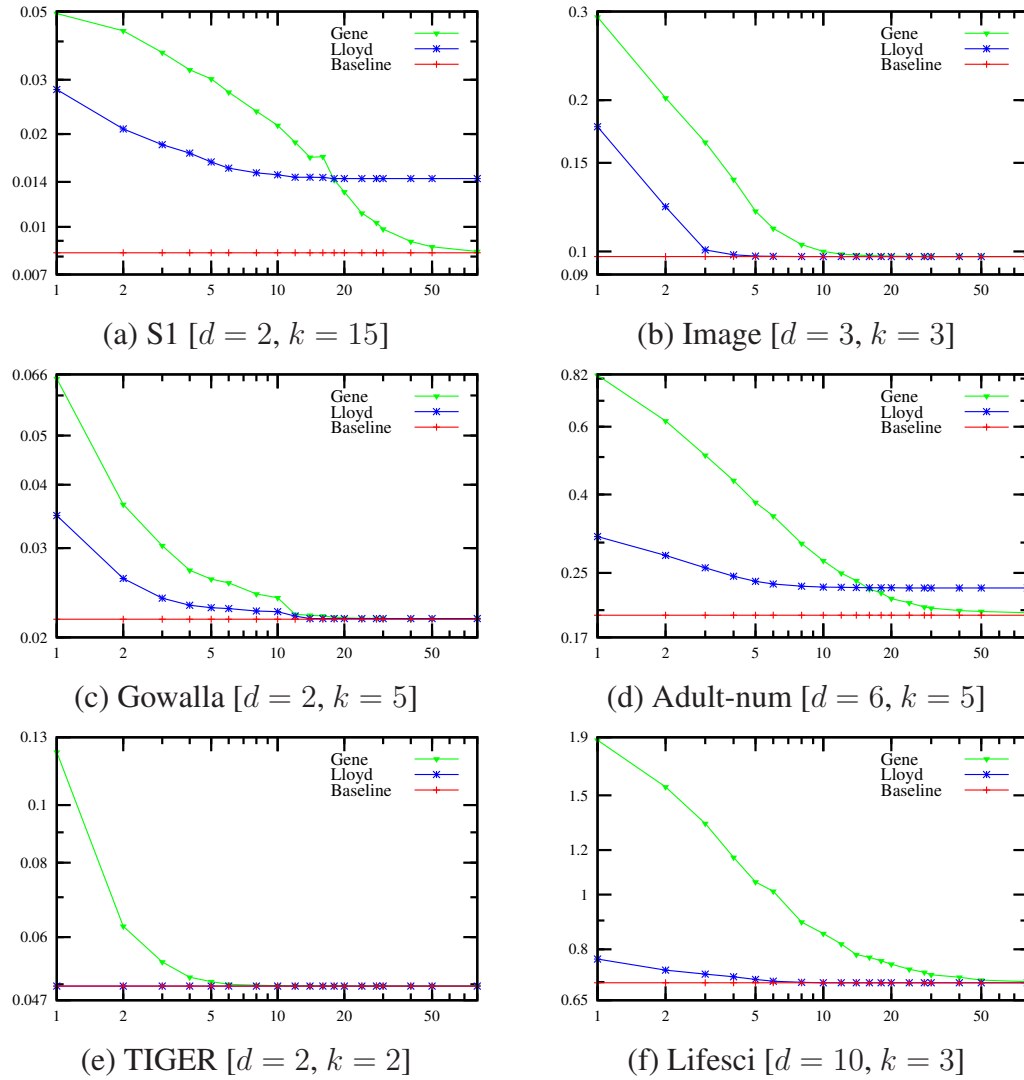 0.05
0.03
0.02
0.014
0.01
0.007
1 2 5 10 20 50
Gene
Lloyd
Baseline
(a) S1 [d = 2, k = 15]
0.3
0.2
0.15
0.1
0.09
1 2 5 10 20 50
Gene
Lloyd
Baseline
(b) Image [d = 3, k = 3]
0.066
0.05
0.04
0.03
0.02
1 2 5 10 20 50
Gene
Lloyd
Baseline
(c) Gowalla [d = 2, k = 5]
0.82
0.6
0.4
0.25
0.17
1 2 5 10 20 50
Gene
Lloyd
Baseline
(d) Adult-num [d = 6, k = 5]
0.13
0.1
0.08
0.06
0.047
1 2 5 10 20 50
Gene
Lloyd
Baseline
(e) TIGER [d = 2, k = 2]
1.9
1.5
1.2
1
0.8
0.65
1 2 5 10 20 50
Gene
Lloyd
Baseline
(f) Lifesci [d = 10, k = 3]